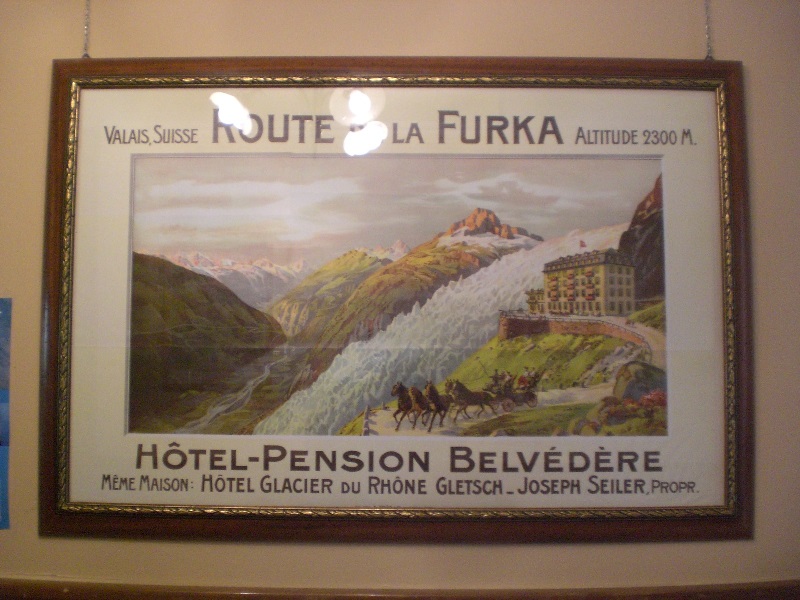 VALAIS, SUISSE ROUTE LA FURKA ALTITUDE 2300 M.
HÔTEL-PENSION BELVÉDÈRE
MÊME MAISON: HÔTEL GLACIER DU RHÔNE GLETSCH - JOSEPH SEILER, PROPR.